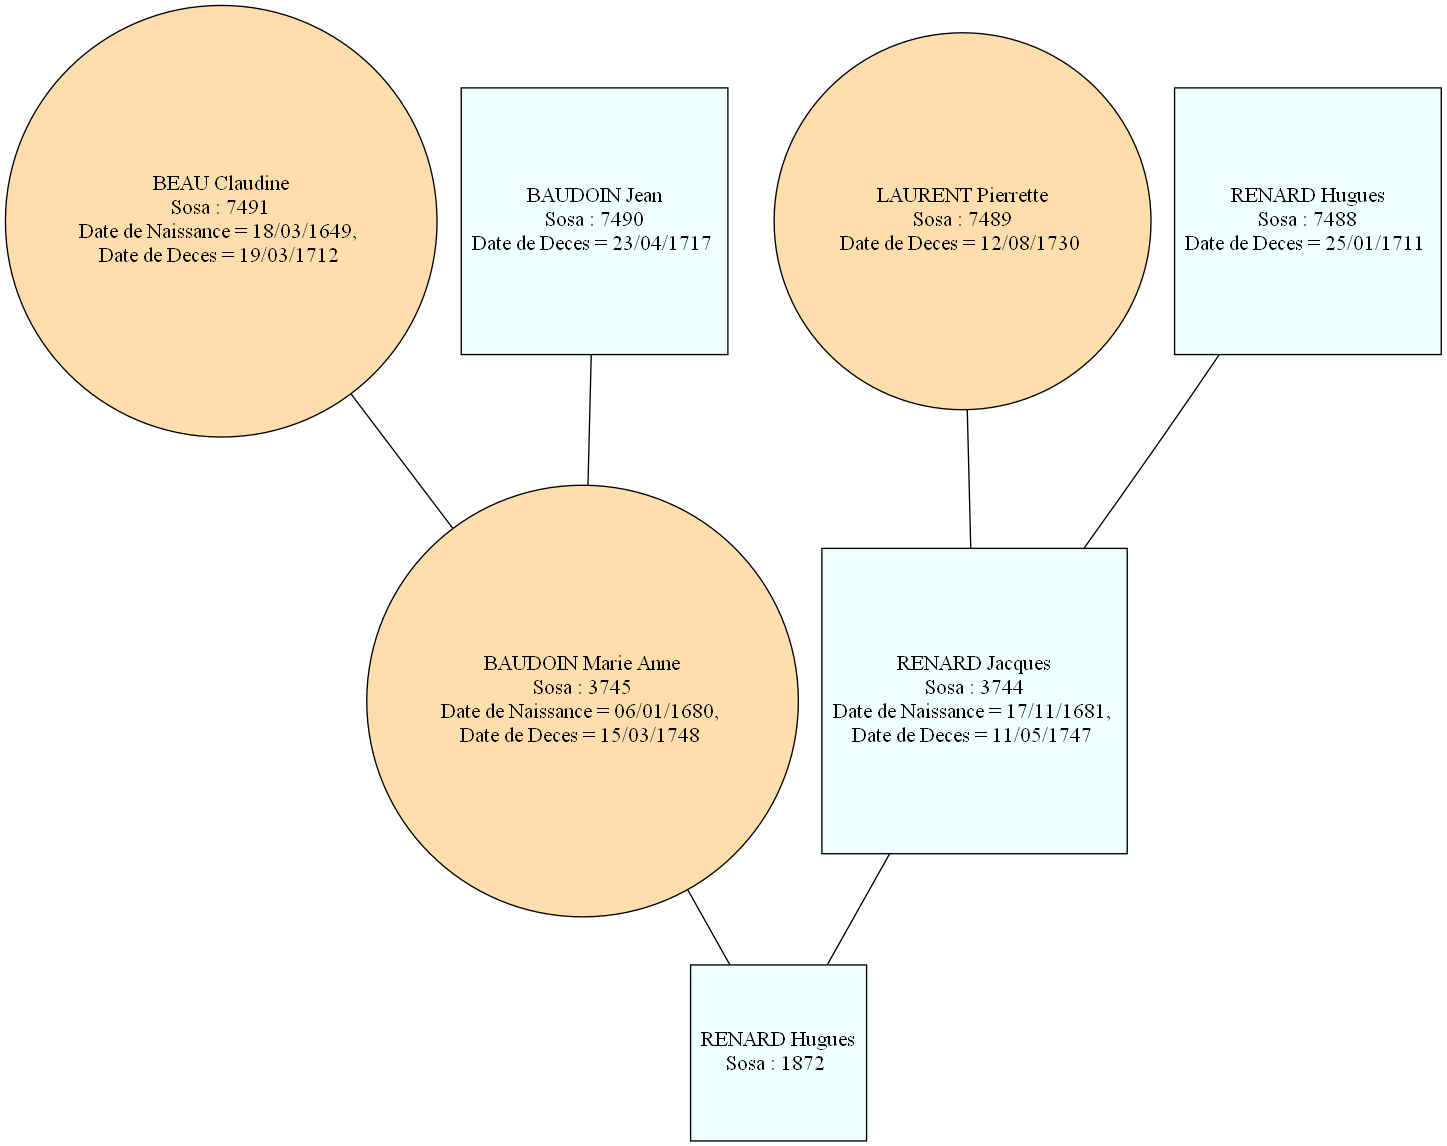 BEAU Claudine
Sosa : 7491
Date de Naissance = 18/03/1649,
Date de Deces = 19/03/1712
BAUDOIN Jean
Sosa : 7490
Date de Deces = 23/04/1717
LAURENT Pierrette
Sosa : 7489
Date de Deces = 12/08/1730
RENARD Hugues
Sosa : 7488
Date de Deces = 25/01/1711
BAUDOIN Marie Anne
Sosa : 3745
Date de Naissance = 06/01/1680,
Date de Deces = 15/03/1748
RENARD Jacques
Sosa : 3744
Date de Naissance = 17/11/1681,
Date de Deces = 11/05/1747
RENARD Hugues
Sosa : 1872